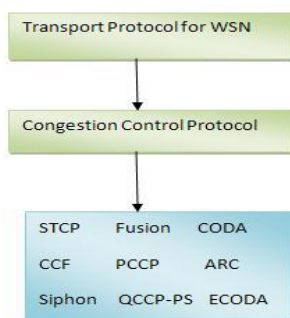 Transport Protocol for WSN
Congestion Control Protocol
STCP Fusion CODA
CCF PCCP ARC
Siphon QCCP-PS ECODA